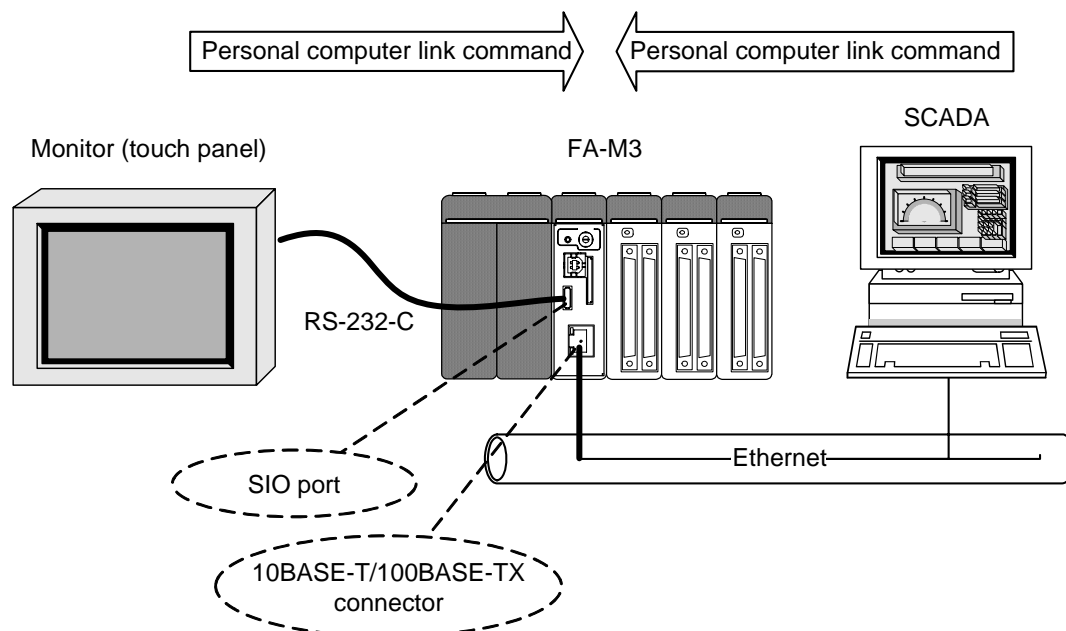 Personal computer link command
Personal computer link command
SCADA
Monitor (touch panel)
FA-M3
RS-232-C
Ethernet
SIO port
10BASE-T/100BASE-TX
connector